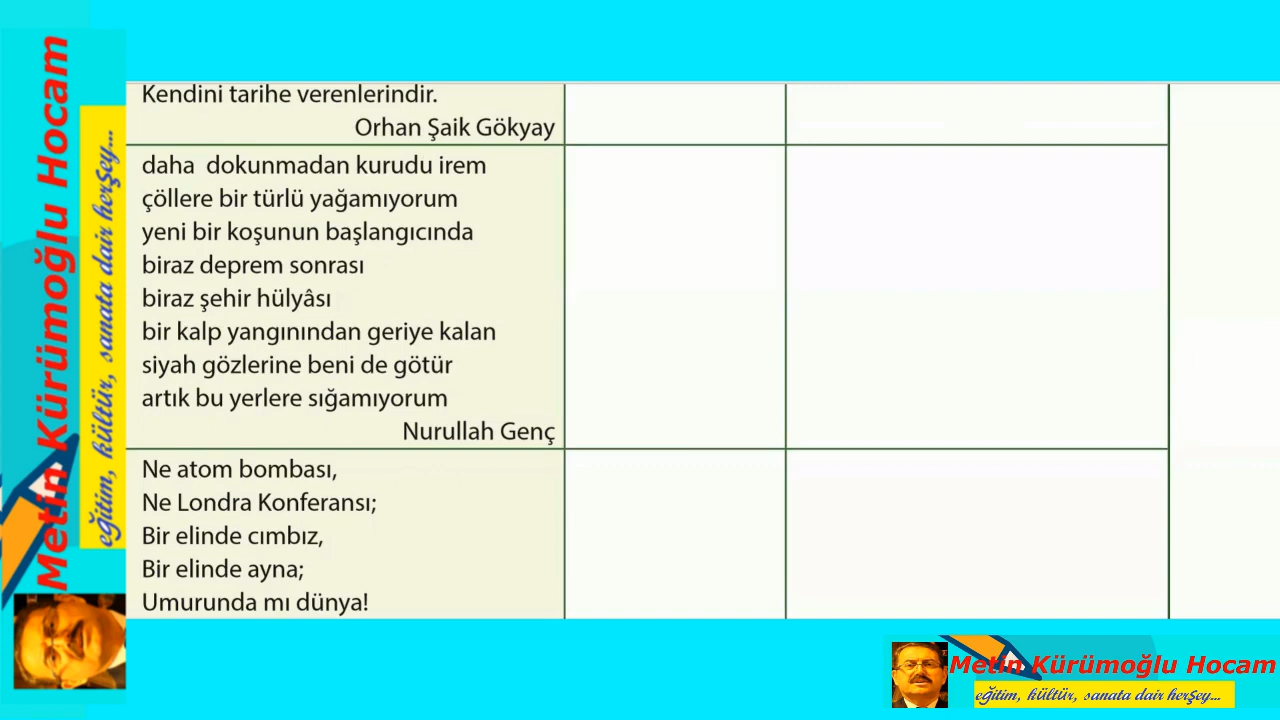 Metin Kürümoğlu Hocam
eğitim, kültür, sanata dair herşey...
Kendini tarihe verenlerindir.
Orhan Şaik Gökyay
daha dokunmadan kurudu irem
çöllere bir türlü yağamıyorum
yeni bir koşunun başlangıcında
biraz deprem sonrası
biraz şehir hülyâsı
bir kalp yangınından geriye kalan
siyah gözlerine beni de götür
artık bu yerlere sığamıyorum
Nurullah Genç
Ne atom bombası,
Ne Londra Konferansı;
Bir elinde cımbız,
Bir elinde ayna;
Umurunda mı dünya!
Metin Kürümoğlu Hocam
eğitim, kültür, sanata dair herşey...